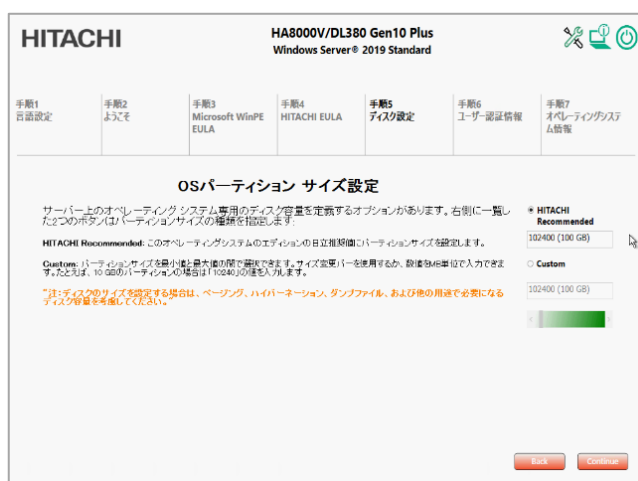 HITACHI
HA8000V/DL380 Gen10 Plus
Windows Server® 2019 Standard
手順1
言語設定
手順2
ようこそ
手順3
Microsoft WinPE
EULA
手順4
HITACHI EULA
手順5
ディスク設定
手順6
ユーザー認証情報
手順7
オペレーティングシステ
ム情報
OSパーティション サイズ設定
サーバー上のオペレーティング システム専用のディスク容量を定義するオプションがあります。右側に一覧し
た2つのボタンはパーティションサイズの種類を指定します:
HITACHI Recommended: このオペレーティングシステムのエディションの日立推奨値にパーティションサイズを設定します。
Custom: パーティションサイズを最小値と最大値の間で選択できます。サイズ変更バーを使用するか、数値をMB単位で入力できま
す。たとえば、10 GBのパーティションの場合は「10240」の値を入力します。
"注:ディスクのサイズを設定する場合は、ページング、ハイバーネーション、ダンプファイル、および他の用途で必要になる
ディスク容量を考慮してください。"
HITACHI
Recommended
102400 (100 GB)
Custom
102400 (100 GB)
Back
Continue